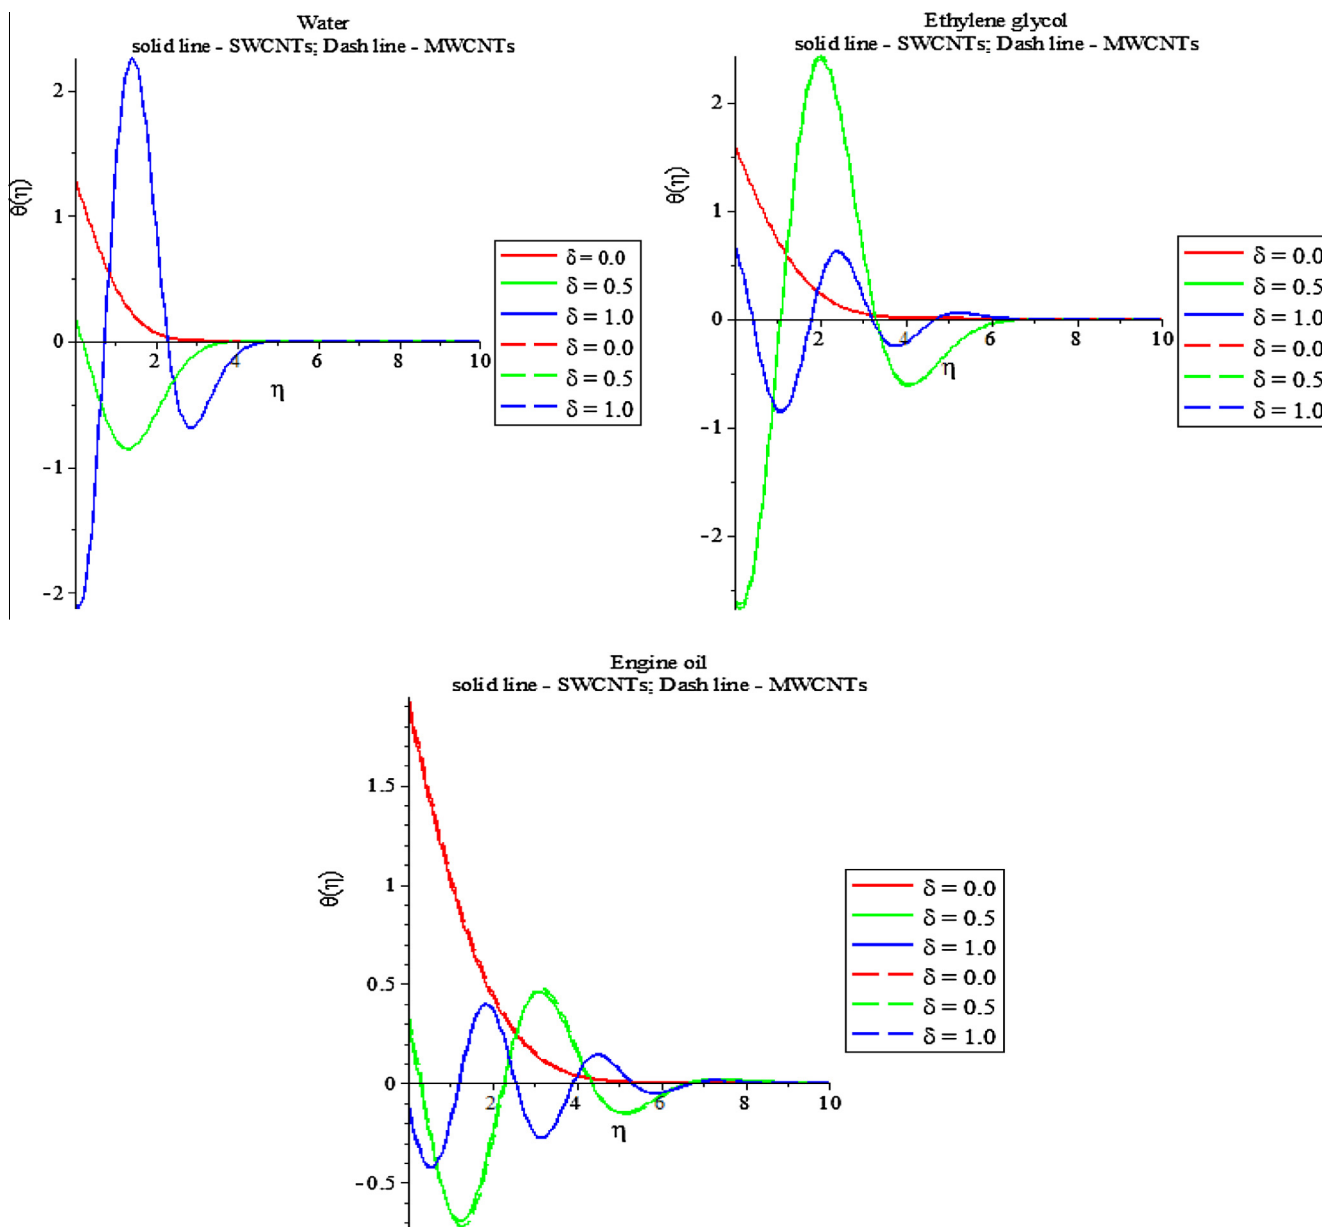 Water
solid line - SWCNTs; Dash line - MWCNTs
2
1
0
-1
-2
θ(η)
2
4
6
8
10
η
δ = 0.0
δ = 0.5
δ = 1.0
δ = 0.0
δ = 0.5
δ = 1.0
Ethylene glycol
solid line - SWCNTs; Dash line - MWCNTs
2
1
0
-1
-2
θ(η)
2
4
6
8
10
η
δ = 0.0
δ = 0.5
δ = 1.0
δ = 0.0
δ = 0.5
δ = 1.0
Engine oil
solid line - SWCNTs; Dash line - MWCNTs
1.5
1
0.5
0
-0.5
θ(η)
2
4
6
8
10
η
δ = 0.0
δ = 0.5
δ = 1.0
δ = 0.0
δ = 0.5
δ = 1.0